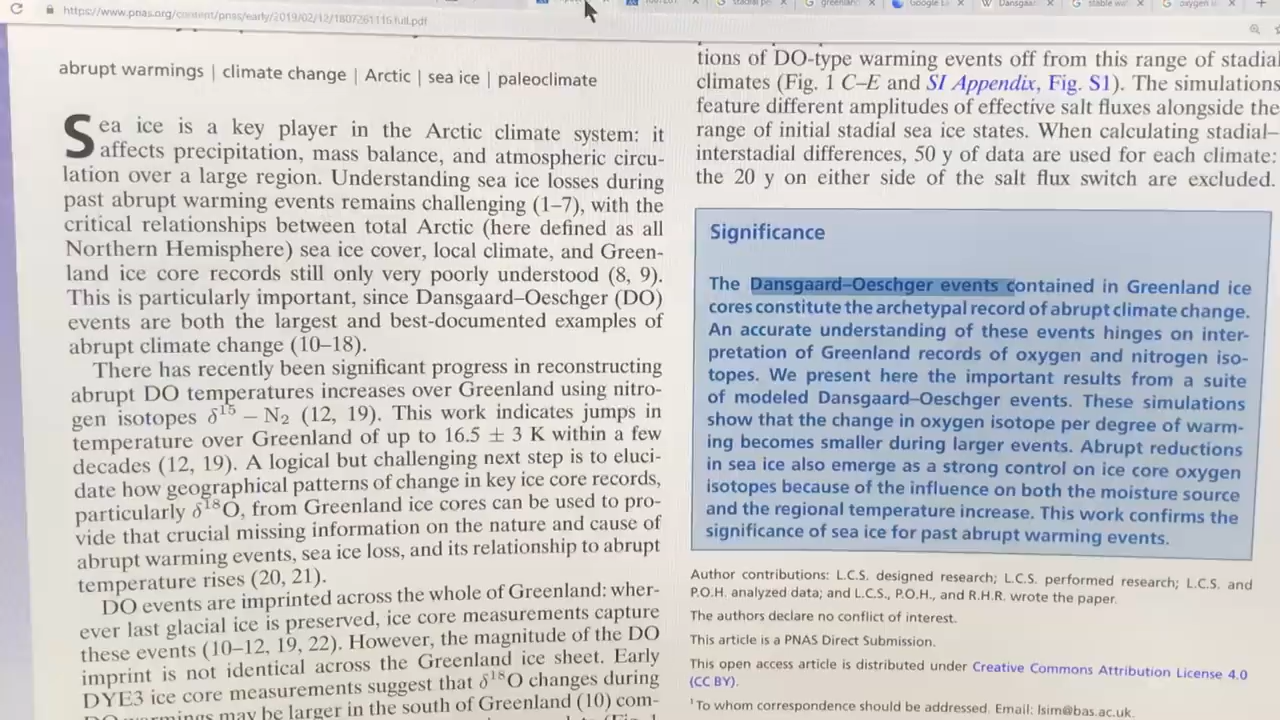 https://www.pnas.org/content/pnas/early/2019/02/12/1807261116.full.pdf
stadial pe
greenlan
Google Ea
Dansgaa
stable wat
oxygen is
abrupt warmings | climate change | Arctic | sea ice | paleoclimate
Sea ice is a key player in the Arctic climate system: it
affects precipitation, mass balance, and atmospheric circu-
lation over a large region. Understanding sea ice losses during
past abrupt warming events remains challenging (1–7), with the
critical relationships between total Arctic (here defined as all
Northern Hemisphere) sea ice cover, local climate, and Green-
land ice core records still only very poorly understood (8, 9).
This is particularly important, since Dansgaard–Oeschger (DO)
events are both the largest and best-documented examples of
abrupt climate change (10–18).
There has recently been significant progress in reconstructing
abrupt DO temperatures increases over Greenland using nitro-
gen isotopes δ¹⁵ − N₂ (12, 19). This work indicates jumps in
temperature over Greenland of up to 16.5 ± 3 K within a few
decades (12, 19). A logical but challenging next step is to eluci-
date how geographical patterns of change in key ice core records,
particularly δ¹⁸O, from Greenland ice cores can be used to pro-
vide that crucial missing information on the nature and cause of
abrupt warming events, sea ice loss, and its relationship to abrupt
temperature rises (20, 21).
DO events are imprinted across the whole of Greenland: wher-
ever last glacial ice is preserved, ice core measurements capture
these events (10–12, 19, 22). However, the magnitude of the DO
imprint is not identical across the Greenland ice sheet. Early
DYE3 ice core measurements suggest that δ¹⁸O changes during
DO warmings may be larger in the south of Greenland (10) com-
tions of DO-type warming events off from this range of stadial
climates (Fig. 1 C–E and SI Appendix, Fig. S1). The simulations
feature different amplitudes of effective salt fluxes alongside the
range of initial stadial sea ice states. When calculating stadial–
interstadial differences, 50 y of data are used for each climate:
the 20 y on either side of the salt flux switch are excluded.
Significance
The Dansgaard–Oeschger events contained in Greenland ice
cores constitute the archetypal record of abrupt climate change.
An accurate understanding of these events hinges on inter-
pretation of Greenland records of oxygen and nitrogen iso-
topes. We present here the important results from a suite
of modeled Dansgaard–Oeschger events. These simulations
show that the change in oxygen isotope per degree of warm-
ing becomes smaller during larger events. Abrupt reductions
in sea ice also emerge as a strong control on ice core oxygen
isotopes because of the influence on both the moisture source
and the regional temperature increase. This work confirms the
significance of sea ice for past abrupt warming events.
Author contributions: L.C.S. designed research; L.C.S. performed research; L.C.S. and
P.O.H. analyzed data; and L.C.S., P.O.H., and R.H.R. wrote the paper.
The authors declare no conflict of interest.
This article is a PNAS Direct Submission.
This open access article is distributed under Creative Commons Attribution License 4.0
(CC BY).
¹To whom correspondence should be addressed. Email: lsim@bas.ac.uk.